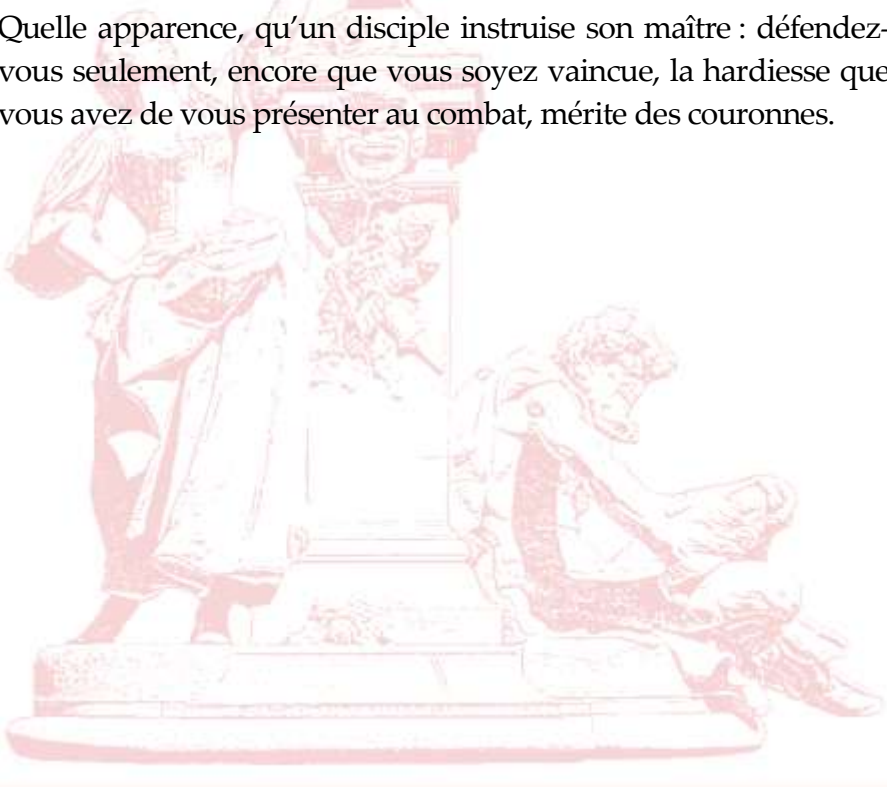 Quelle apparence, qu’un disciple instruise son maître : défendez-
vous seulement, encore que vous soyez vaincue, la hardiesse que
vous avez de vous présenter au combat, mérite des couronnes.